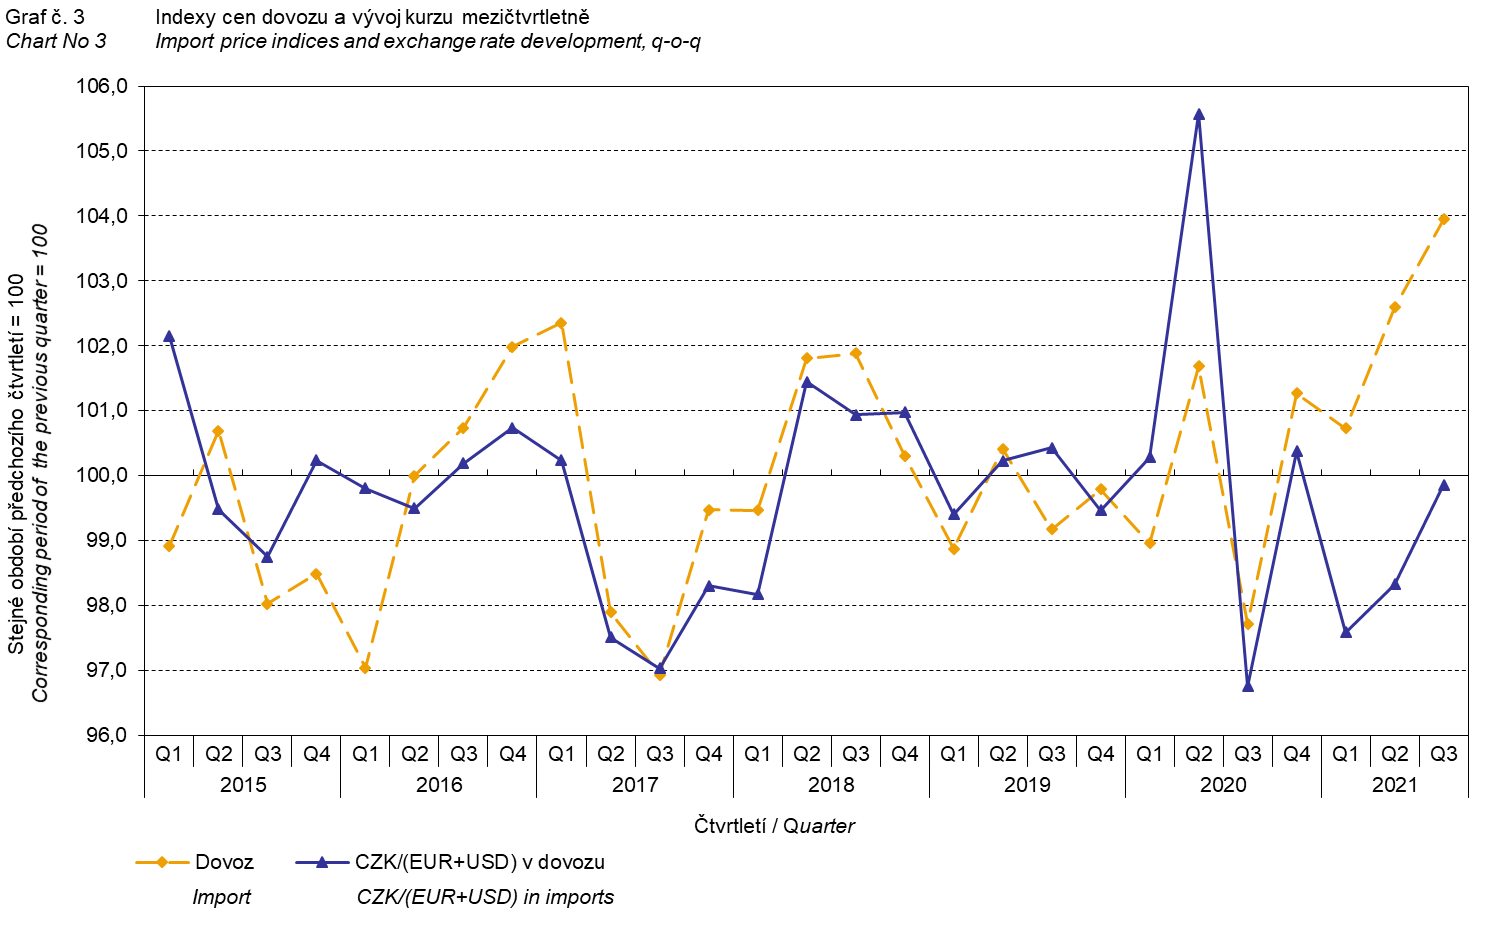 Graf č. 3 Indexy cen dovozu a vývoj kurzu mezičtvrtletně
Chart No 3 Import price indices and exchange rate development, q-o-q
Stejné období předchozího čtvrtletí = 100
Corresponding period of the previous quarter = 100
106,0
105,0
104,0
103,0
102,0
101,0
100,0
99,0
98,0
97,0
96,0
Q1 Q2 Q3 Q4 Q1 Q2 Q3 Q4 Q1 Q2 Q3 Q4 Q1 Q2 Q3 Q4 Q1 Q2 Q3 Q4 Q1 Q2 Q3 Q4 Q1 Q2 Q3
2015 2016 2017 2018 2019 2020 2021
Čtvrtletí / Quarter
Dovoz CZK/(EUR+USD) v dovozu
Import CZK/(EUR+USD) in imports